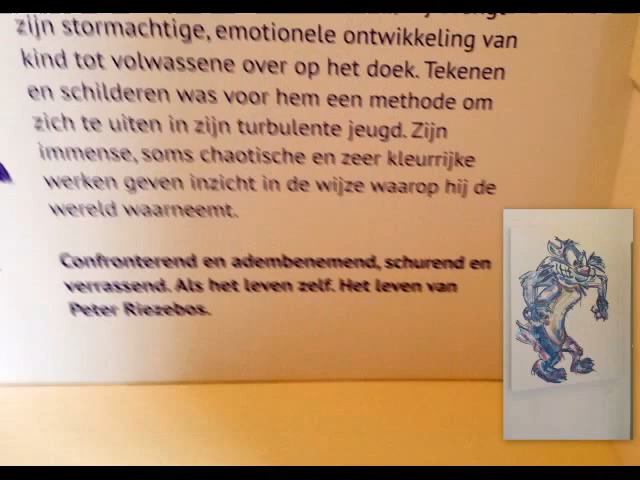 zijn stormachtige, emotionele ontwikkeling van
kind tot volwassene over op het doek. Tekenen
en schilderen was voor hem een methode om
zich te uiten in zijn turbulente jeugd. Zijn
immense, soms chaotische en zeer kleurrijke
werken geven inzicht in de wijze waarop hij de
wereld waarneemt.
Confronterend en adembenemend, schurend en
verrassend. Als het leven zelf. Het leven van
Peter Riezebos.